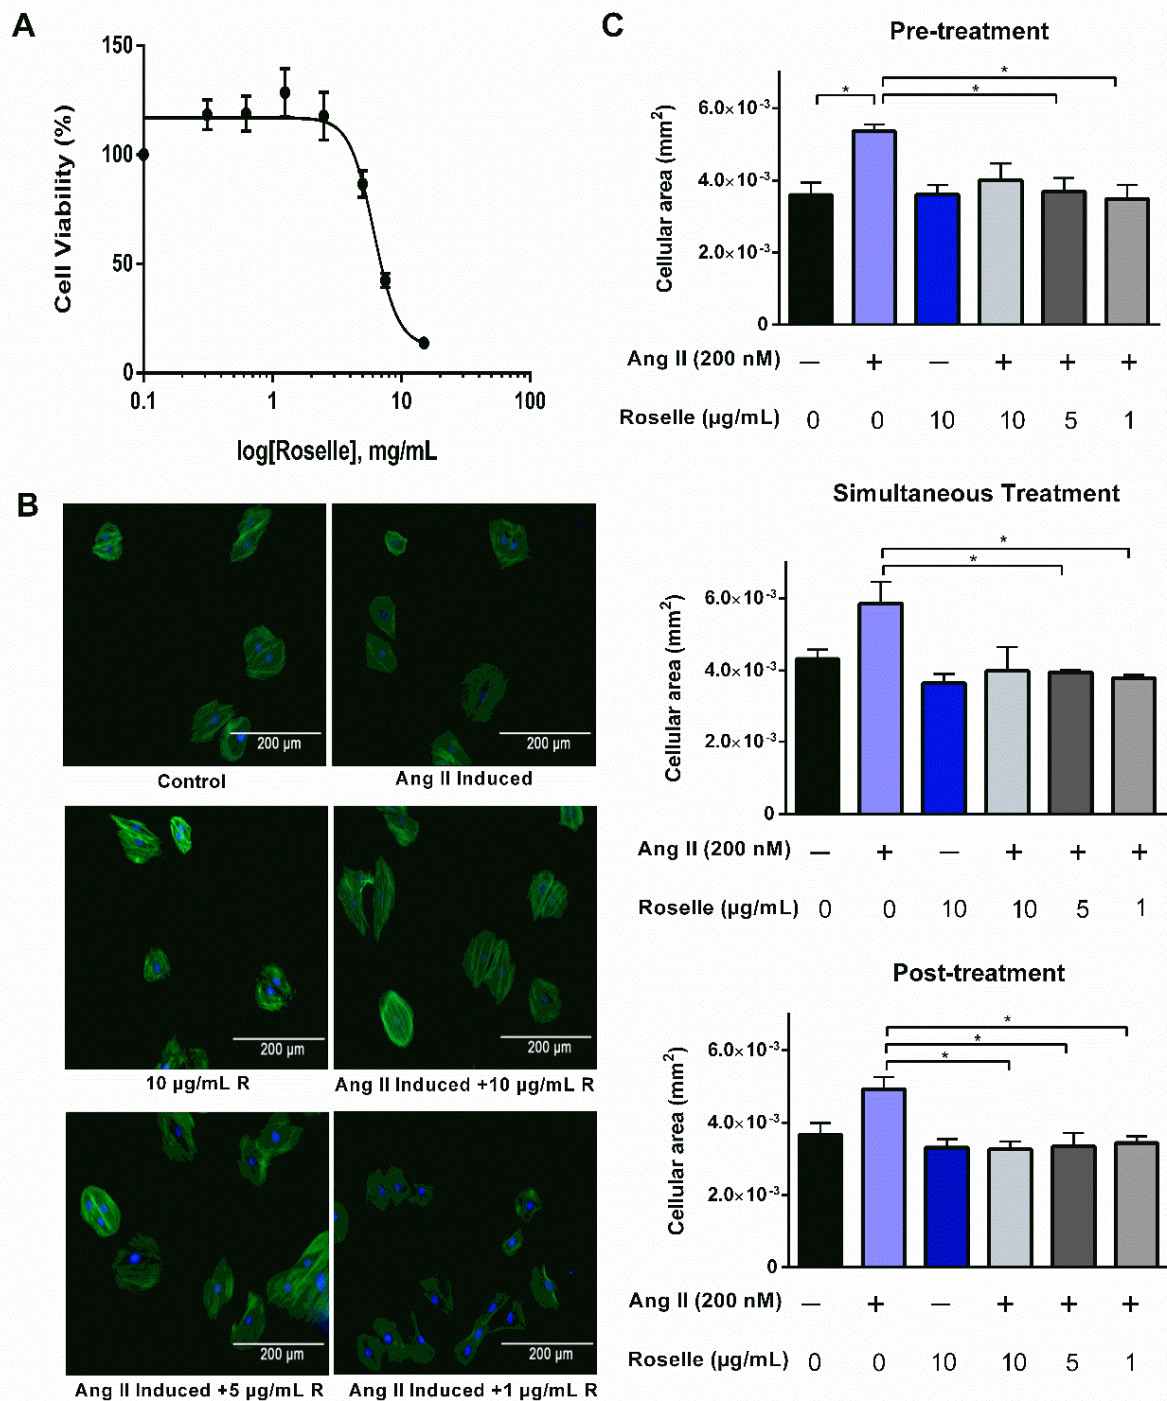 A
150
100
50
0
Cell Viability (%)
0.1 1 10 100
log[Roselle], mg/mL
B
200 µm
Control
200 µm
Ang II Induced
200 µm
10 µg/mL R
200 µm
Ang II Induced +10 µg/mL R
200 µm
Ang II Induced +5 µg/mL R
200 µm
Ang II Induced +1 µg/mL R
C
Pre-treatment
* * *
6.0×10⁻³
4.0×10⁻³
2.0×10⁻³
0
Cellular area (mm²)
Ang II (200 nM) — + — + + +
Roselle (µg/mL) 0 0 10 10 5 1
Simultaneous Treatment
* *
6.0×10⁻³
4.0×10⁻³
2.0×10⁻³
0
Cellular area (mm²)
Ang II (200 nM) — + — + + +
Roselle (µg/mL) 0 0 10 10 5 1
Post-treatment
* * *
6.0×10⁻³
4.0×10⁻³
2.0×10⁻³
0
Cellular area (mm²)
Ang II (200 nM) — + — + + +
Roselle (µg/mL) 0 0 10 10 5 1